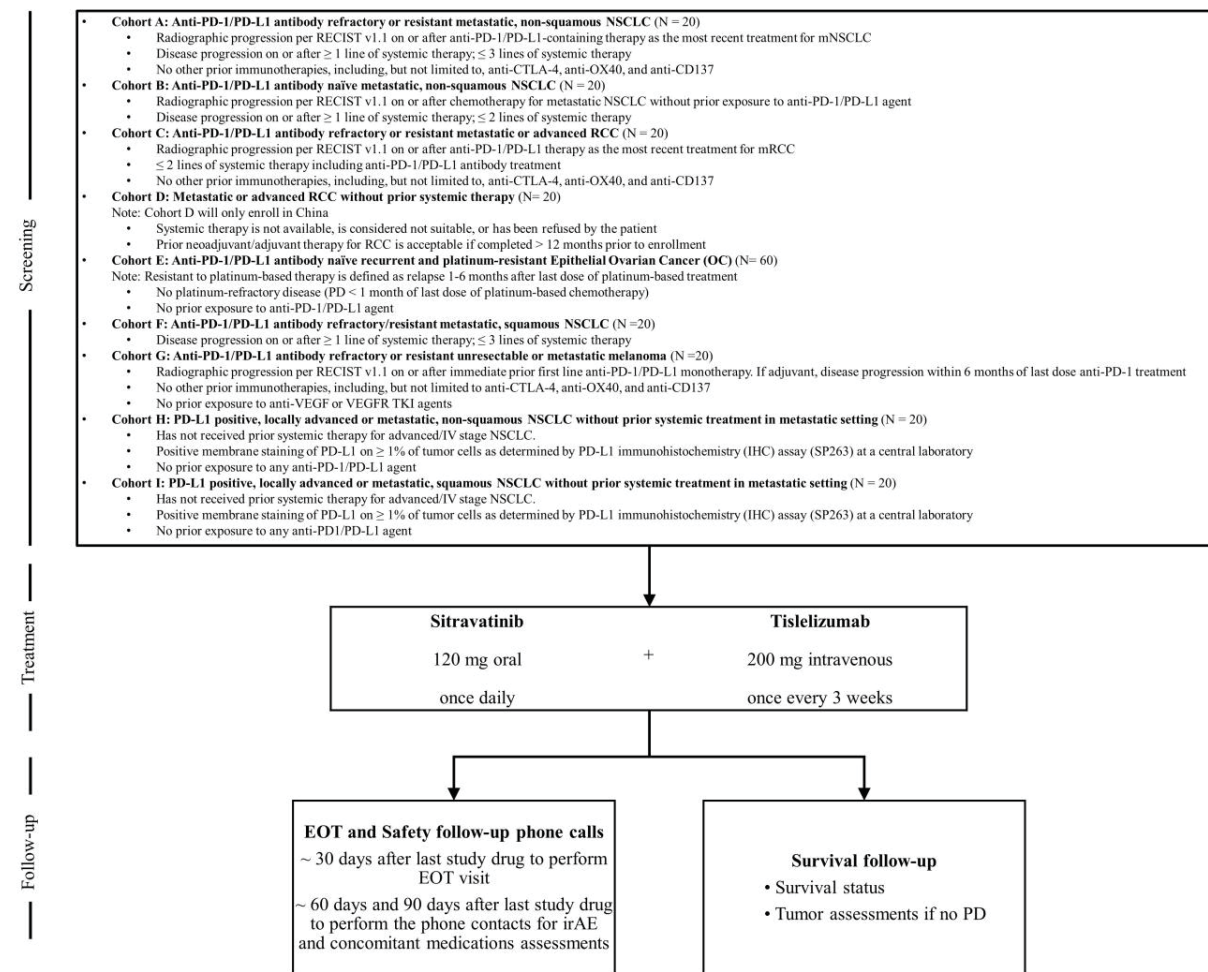 Screening
• Cohort A: Anti-PD-1/PD-L1 antibody refractory or resistant metastatic, non-squamous NSCLC (N = 20)
• Radiographic progression per RECIST v1.1 on or after anti-PD-1/PD-L1-containing therapy as the most recent treatment for mNSCLC
• Disease progression on or after ≥ 1 line of systemic therapy; ≤ 3 lines of systemic therapy
• No other prior immunotherapies, including, but not limited to, anti-CTLA-4, anti-OX40, and anti-CD137
• Cohort B: Anti-PD-1/PD-L1 antibody naïve metastatic, non-squamous NSCLC (N = 20)
• Radiographic progression per RECIST v1.1 on or after chemotherapy for metastatic NSCLC without prior exposure to anti-PD-1/PD-L1 agent
• Disease progression on or after ≥ 1 line of systemic therapy; ≤ 2 lines of systemic therapy
• Cohort C: Anti-PD-1/PD-L1 antibody refractory or resistant metastatic or advanced RCC (N = 20)
• Radiographic progression per RECIST v1.1 on or after anti-PD-1/PD-L1 therapy as the most recent treatment for mRCC
• ≤ 2 lines of systemic therapy including anti-PD-1/PD-L1 antibody treatment
• No other prior immunotherapies, including, but not limited to, anti-CTLA-4, anti-OX40, and anti-CD137
• Cohort D: Metastatic or advanced RCC without prior systemic therapy (N= 20)
Note: Cohort D will only enroll in China
• Systemic therapy is not available, is considered not suitable, or has been refused by the patient
• Prior neoadjuvant/adjuvant therapy for RCC is acceptable if completed > 12 months prior to enrollment
• Cohort E: Anti-PD-1/PD-L1 antibody naïve recurrent and platinum-resistant Epithelial Ovarian Cancer (OC) (N= 60)
Note: Resistant to platinum-based therapy is defined as relapse 1-6 months after last dose of platinum-based treatment
• No platinum-refractory disease (PD < 1 month of last dose of platinum-based chemotherapy)
• No prior exposure to anti-PD-1/PD-L1 agent
• Cohort F: Anti-PD-1/PD-L1 antibody refractory/resistant metastatic, squamous NSCLC (N =20)
• Disease progression on or after ≥ 1 line of systemic therapy; ≤ 3 lines of systemic therapy
• Cohort G: Anti-PD-1/PD-L1 antibody refractory or resistant unresectable or metastatic melanoma (N =20)
• Radiographic progression per RECIST v1.1 on or after immediate prior first line anti-PD-1/PD-L1 monotherapy. If adjuvant, disease progression within 6 months of last dose anti-PD-1 treatment
• No other prior immunotherapies, including, but not limited to anti-CTLA-4, anti-OX40, and anti-CD137
• No prior exposure to anti-VEGF or VEGFR TKI agents
• Cohort H: PD-L1 positive, locally advanced or metastatic, non-squamous NSCLC without prior systemic treatment in metastatic setting (N = 20)
• Has not received prior systemic therapy for advanced/IV stage NSCLC.
• Positive membrane staining of PD-L1 on ≥ 1% of tumor cells as determined by PD-L1 immunohistochemistry (IHC) assay (SP263) at a central laboratory
• No prior exposure to any anti-PD-1/PD-L1 agent
• Cohort I: PD-L1 positive, locally advanced or metastatic, squamous NSCLC without prior systemic treatment in metastatic setting (N = 20)
• Has not received prior systemic therapy for advanced/IV stage NSCLC.
• Positive membrane staining of PD-L1 on ≥ 1% of tumor cells as determined by PD-L1 immunohistochemistry (IHC) assay (SP263) at a central laboratory
• No prior exposure to any anti-PD1/PD-L1 agent
Treatment
Sitravatinib
120 mg oral
once daily
+
Tislelizumab
200 mg intravenous
once every 3 weeks
Follow-up
EOT and Safety follow-up phone calls
~ 30 days after last study drug to perform
EOT visit
~ 60 days and 90 days after last study drug
to perform the phone contacts for irAE
and concomitant medications assessments
Survival follow-up
• Survival status
• Tumor assessments if no PD